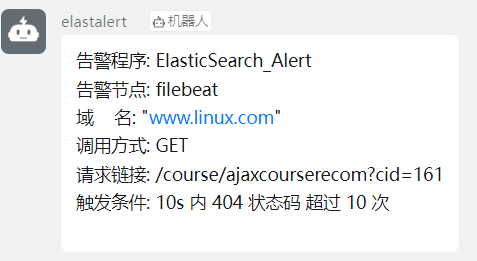 elastalert 机器人
告警程序: ElasticSearch_Alert
告警节点: filebeat
域 名: "www.linux.com"
调用方式: GET
请求链接: /course/ajaxcourserecom?cid=161
触发条件: 10s 内 404 状态码 超过 10 次